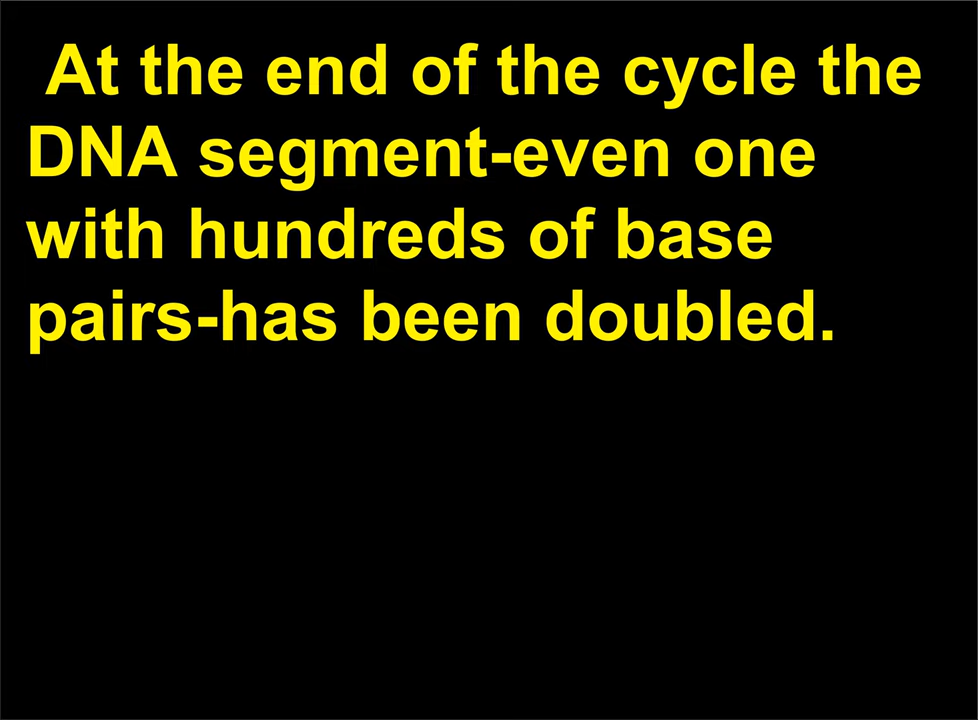 At the end of the cycle the
DNA segment-even one
with hundreds of base
pairs-has been doubled.